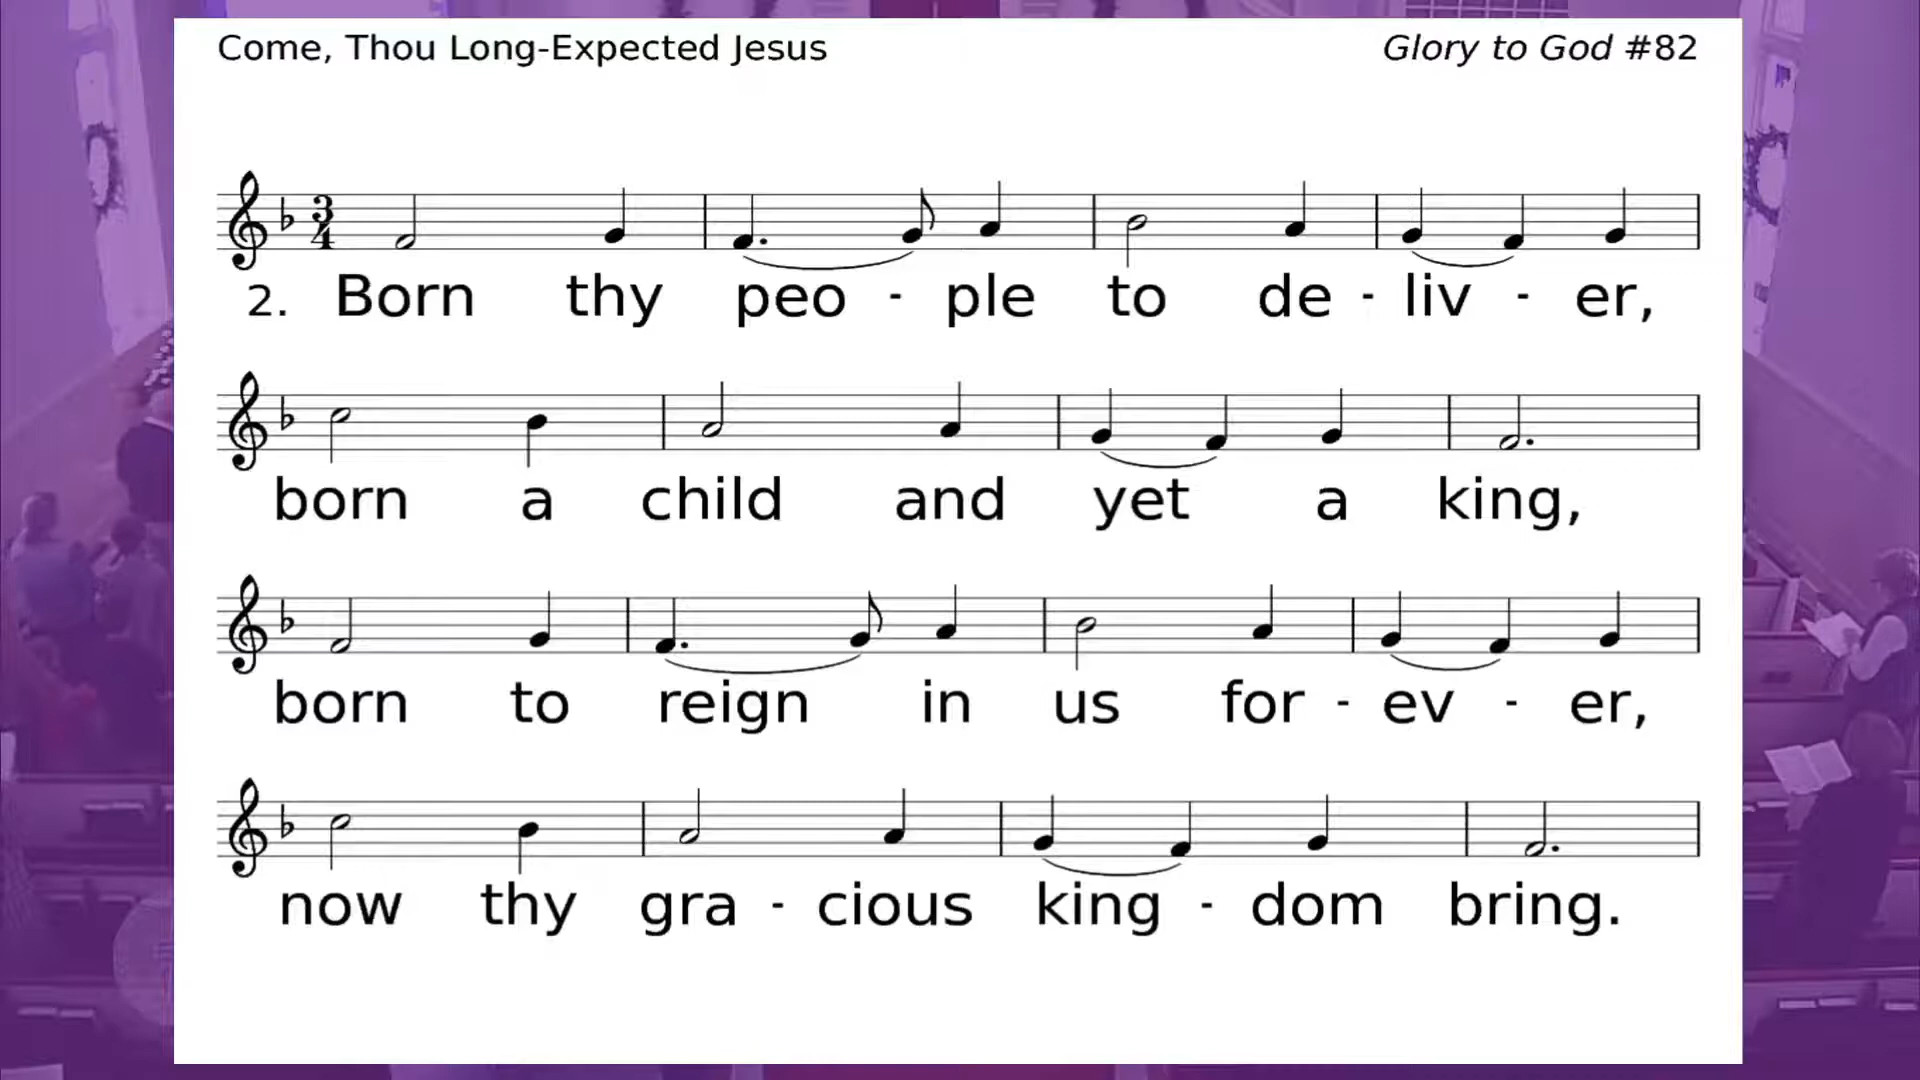 Come, Thou Long-Expected Jesus Glory to God #82
2. Born thy peo - ple to de - liv - er,
born a child and yet a king,
born to reign in us for - ev - er,
now thy gra - cious king - dom bring.